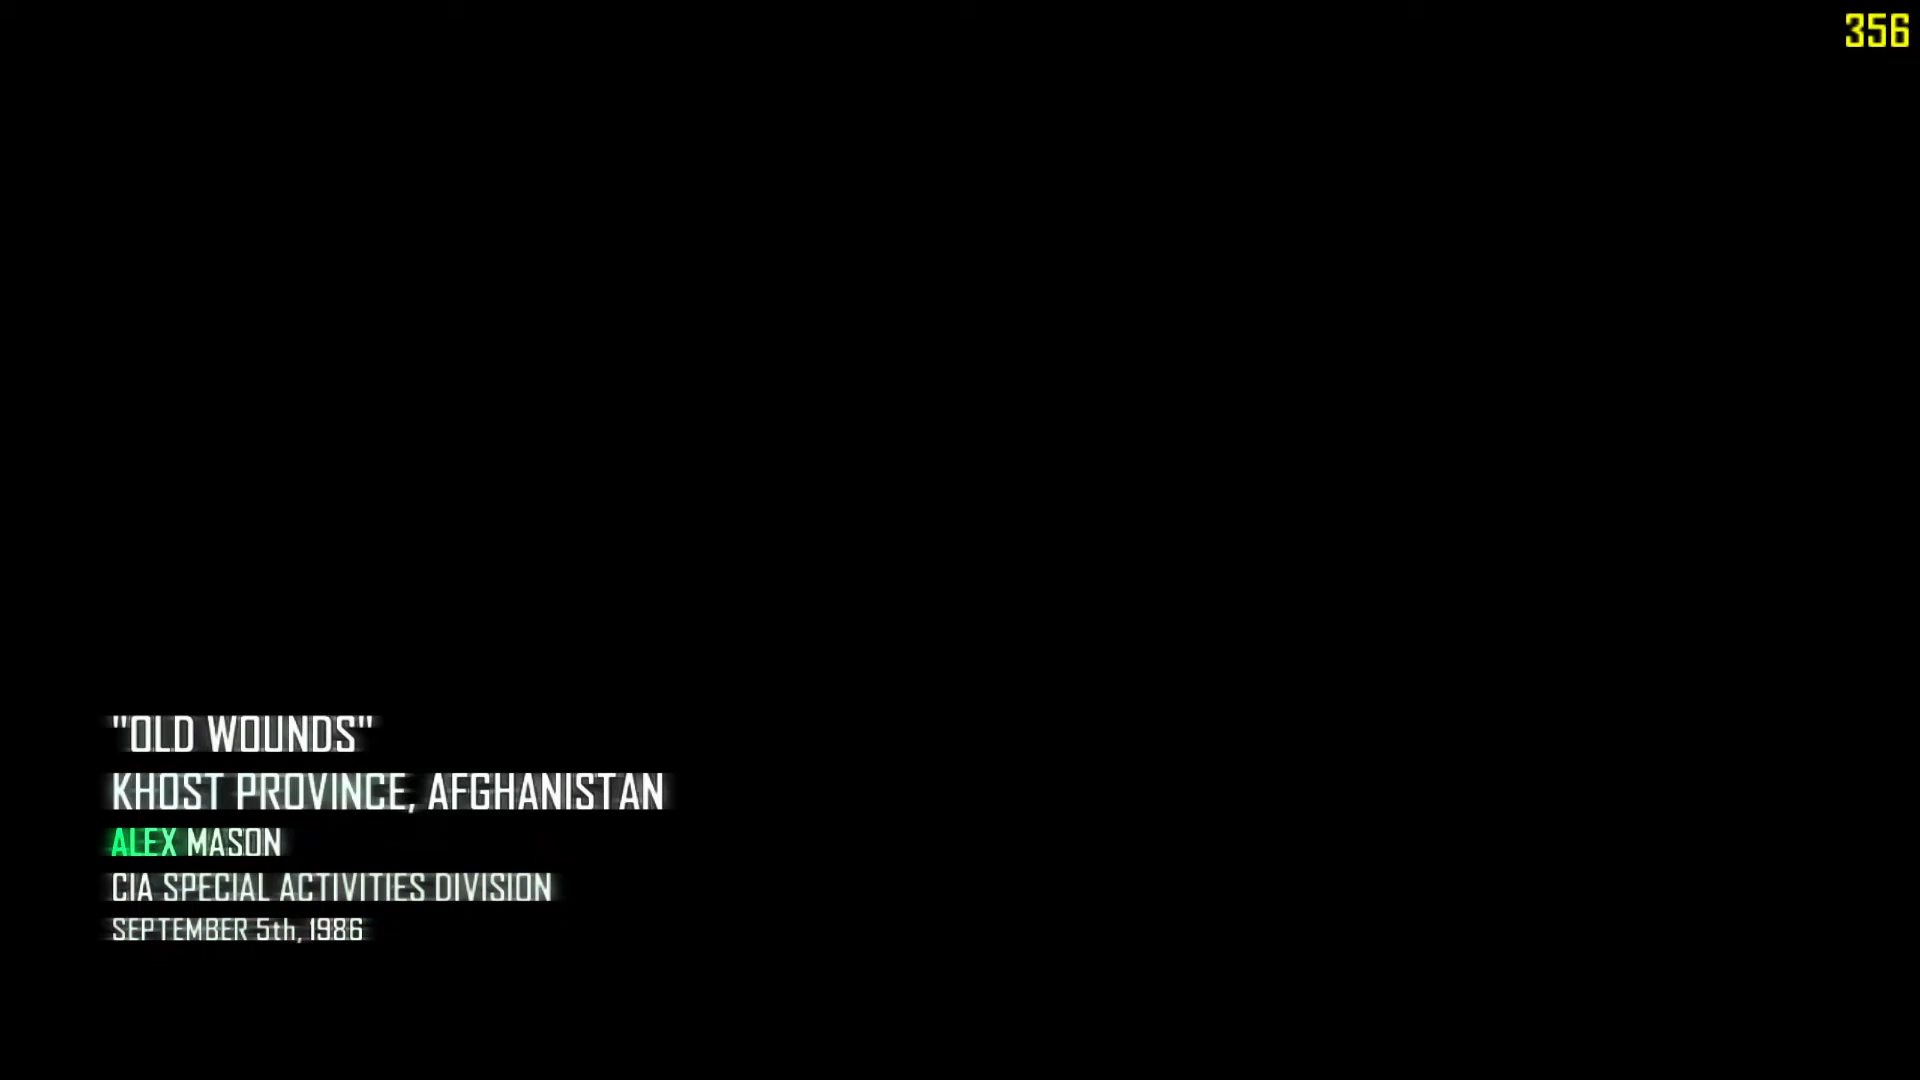 356
"OLD WOUNDS"
KHOST PROVINCE, AFGHANISTAN
ALEX MASON
CIA SPECIAL ACTIVITIES DIVISION
SEPTEMBER 5th, 1986